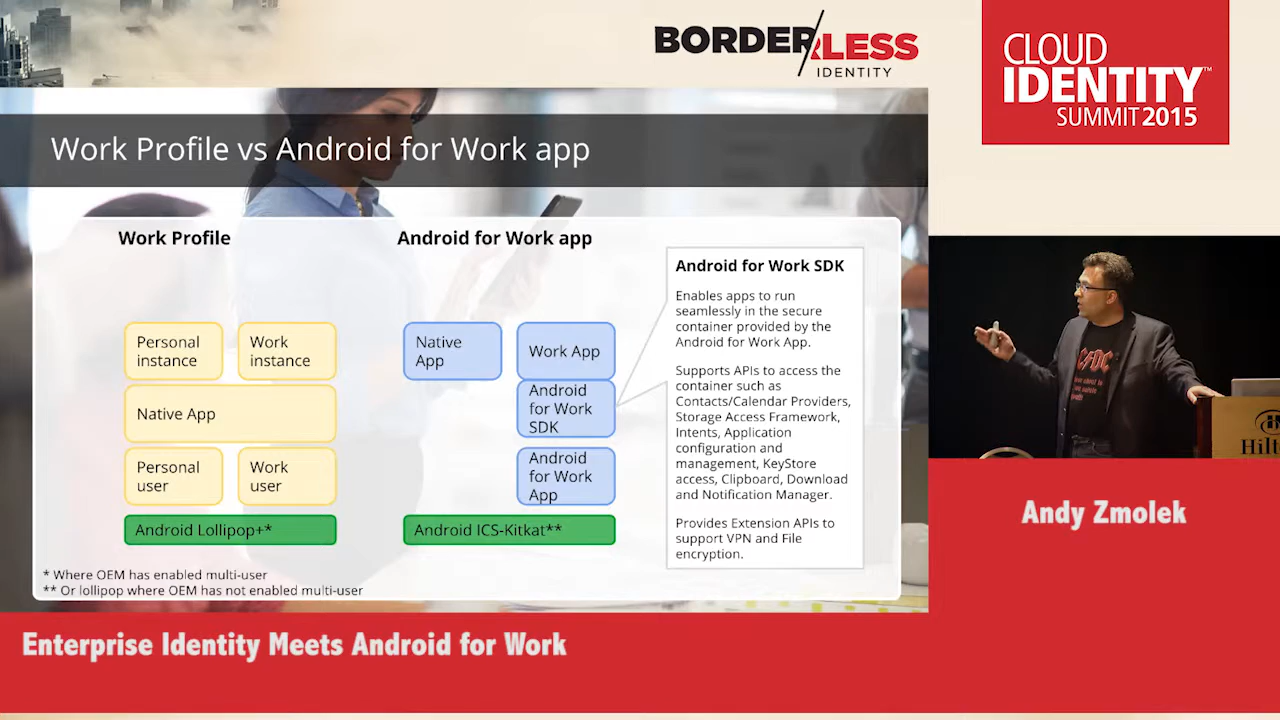 BORDER/LESS
IDENTITY
CLOUD
IDENTITY™
SUMMIT 2015
Work Profile vs Android for Work app
Work Profile
Android for Work app
Personal
instance
Work
instance
Native App
Personal
user
Work
user
Android Lollipop+*
Native
App
Work App
Android
for Work
SDK
Android
for Work
App
Android ICS-Kitkat**
Android for Work SDK
Enables apps to run
seamlessly in the secure
container provided by the
Android for Work App.
Supports APIs to access the
container such as
Contacts/Calendar Providers,
Storage Access Framework,
Intents, Application
configuration and
management, KeyStore
access, Clipboard, Download
and Notification Manager.
Provides Extension APIs to
support VPN and File
encryption.
* Where OEM has enabled multi-user
** Or lollipop where OEM has not enabled multi-user
Hilt
Andy Zmolek
Enterprise Identity Meets Android for Work